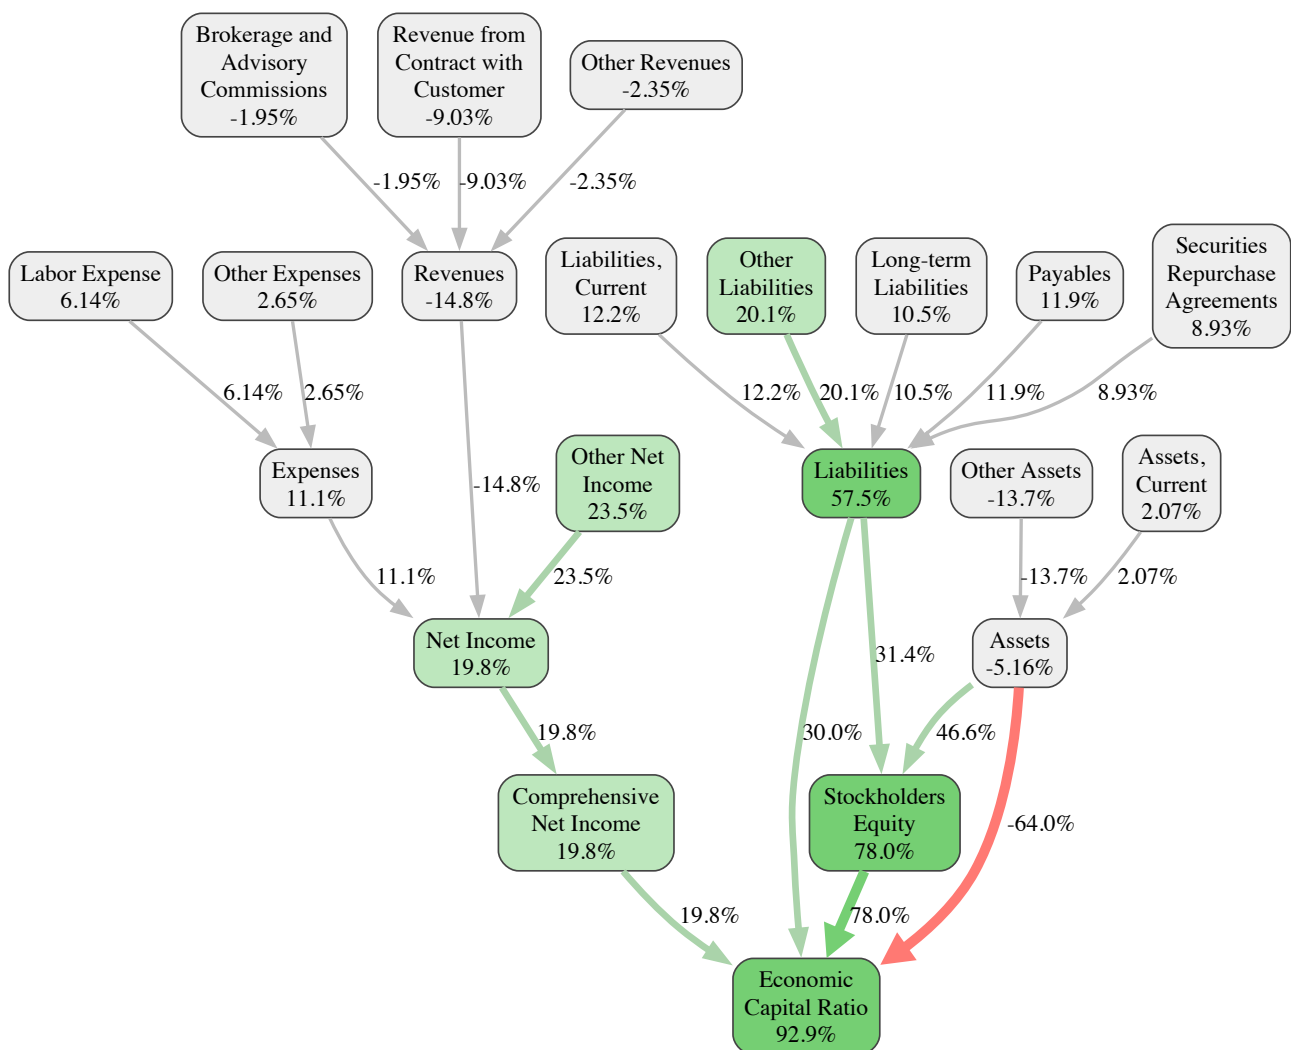 Brokerage and
Advisory
Commissions
-1.95%
Revenue from
Contract with
Customer
-9.03%
Other Revenues
-2.35%
-1.95%
-9.03%
-2.35%
Labor Expense
6.14%
Other Expenses
2.65%
Revenues
-14.8%
Liabilities,
Current
12.2%
Other
Liabilities
20.1%
Long-term
Liabilities
10.5%
Payables
11.9%
Securities
Repurchase
Agreements
8.93%
6.14%
2.65%
12.2%
20.1%
10.5%
11.9%
8.93%
Expenses
11.1%
-14.8%
Other Net
Income
23.5%
Liabilities
57.5%
Other Assets
-13.7%
Assets,
Current
2.07%
11.1%
23.5%
-13.7%
2.07%
Net Income
19.8%
31.4%
Assets
-5.16%
19.8%
30.0%
46.6%
Comprehensive
Net Income
19.8%
Stockholders
Equity
78.0%
-64.0%
19.8%
78.0%
Economic
Capital Ratio
92.9%